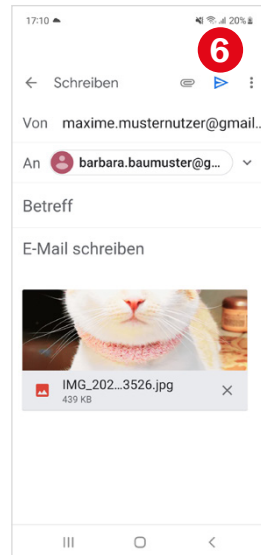 17:10 20%
6
Schreiben
Von maxime.musternutzer@gmail..
An barbara.baumuster@g...
Betreff
E-Mail schreiben
IMG_202...3526.jpg
439 KB